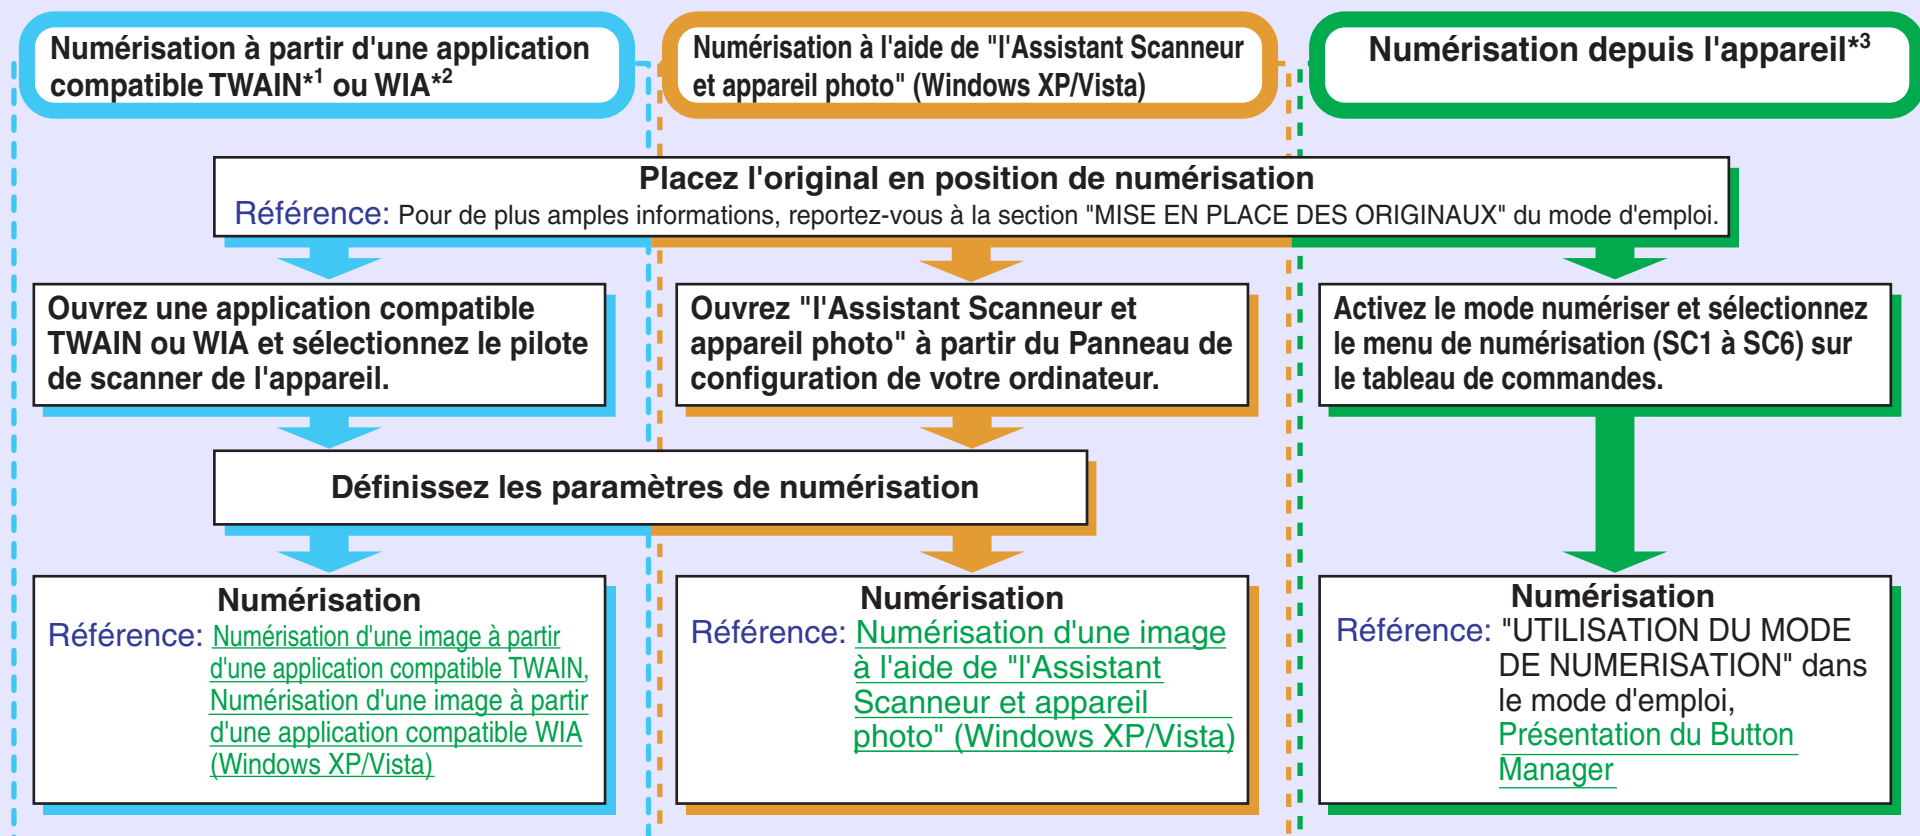 Numérisation à partir d'une application
compatible TWAIN*1 ou WIA*2
Numérisation à l'aide de "l'Assistant Scanneur
et appareil photo" (Windows XP/Vista)
Numérisation depuis l'appareil*3
Placez l'original en position de numérisation
Référence: Pour de plus amples informations, reportez-vous à la section "MISE EN PLACE DES ORIGINAUX" du mode d'emploi.
Ouvrez une application compatible
TWAIN ou WIA et sélectionnez le pilote
de scanner de l'appareil.
Ouvrez "l'Assistant Scanneur et
appareil photo" à partir du Panneau de
configuration de votre ordinateur.
Activez le mode numériser et sélectionnez
le menu de numérisation (SC1 à SC6) sur
le tableau de commandes.
Définissez les paramètres de numérisation
Numérisation
Référence: Numérisation d'une image à partir
d'une application compatible TWAIN,
Numérisation d'une image à partir
d'une application compatible WIA
(Windows XP/Vista)
Numérisation
Référence: Numérisation d'une image
à l'aide de "l'Assistant
Scanneur et appareil
photo" (Windows XP/Vista)
Numérisation
Référence: "UTILISATION DU MODE
DE NUMERISATION" dans
le mode d'emploi,
Présentation du Button
Manager